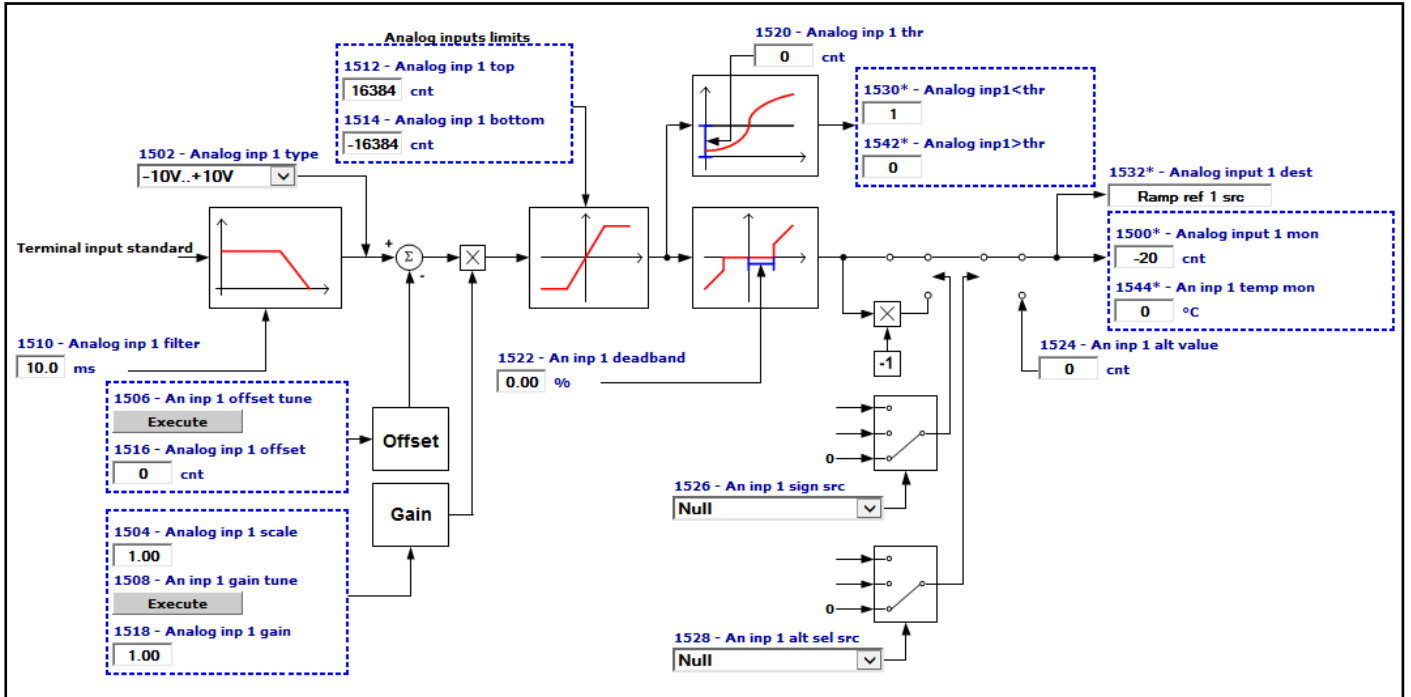 Analog inputs limits
1512 - Analog inp 1 top
16384 cnt
1514 - Analog inp 1 bottom
-16384 cnt
1520 - Analog inp 1 thr
0 cnt
1530* - Analog inp1<thr
1
1542* - Analog inp1>thr
0
1502 - Analog inp 1 type
-10V..+10V
1532* - Analog input 1 dest
Ramp ref 1 src
Terminal input standard
+
Σ
-
X
1500* - Analog input 1 mon
-20 cnt
1544* - An inp 1 temp mon
0 °C
X
-1
1510 - Analog inp 1 filter
10.0 ms
1522 - An inp 1 deadband
0.00 %
1524 - An inp 1 alt value
0 cnt
1506 - An inp 1 offset tune
Execute
1516 - Analog inp 1 offset
0 cnt
Offset
0
1526 - An inp 1 sign src
Null
1504 - Analog inp 1 scale
1.00
1508 - An inp 1 gain tune
Execute
1518 - Analog inp 1 gain
1.00
Gain
0
1528 - An inp 1 alt sel src
Null